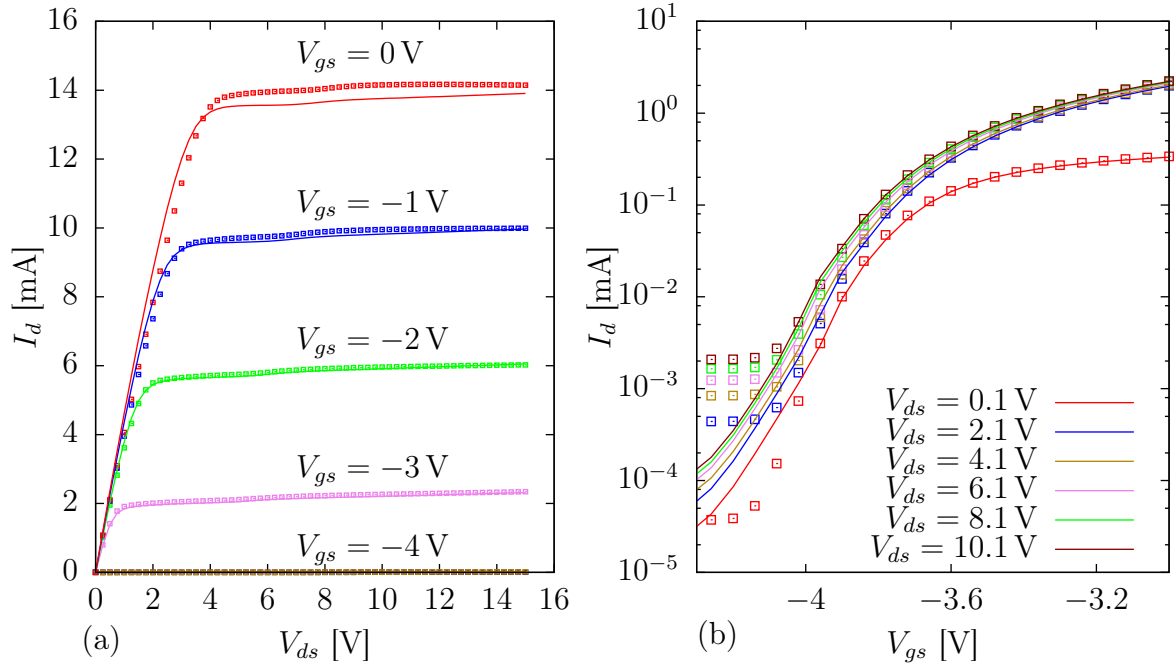 I_d [mA]
16
14
12
10
8
6
4
2
0
V_gs = 0 V
V_gs = −1 V
V_gs = −2 V
V_gs = −3 V
V_gs = −4 V
0 2 4 6 8 10 12 14 16
(a)
V_ds [V]
I_d [mA]
10^1
10^0
10^−1
10^−2
10^−3
10^−4
10^−5
V_ds = 0.1 V
V_ds = 2.1 V
V_ds = 4.1 V
V_ds = 6.1 V
V_ds = 8.1 V
V_ds = 10.1 V
−4 −3.6 −3.2
(b)
V_gs [V]